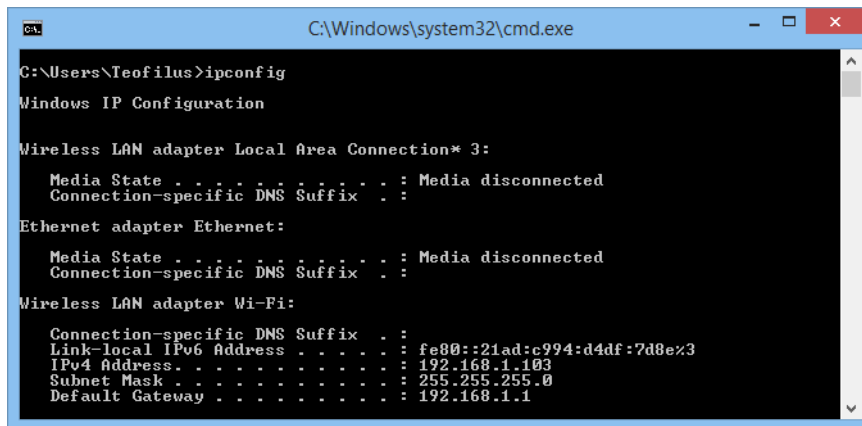 C:\Windows\system32\cmd.exe
C:\Users\Teofilus>ipconfig
Windows IP Configuration
Wireless LAN adapter Local Area Connection* 3:
Media State . . . . . . . . . . . : Media disconnected
Connection-specific DNS Suffix  . :
Ethernet adapter Ethernet:
Media State . . . . . . . . . . . : Media disconnected
Connection-specific DNS Suffix  . :
Wireless LAN adapter Wi-Fi:
Connection-specific DNS Suffix  . :
Link-local IPv6 Address . . . . . : fe80::21ad:c994:d4df:7d8e%3
IPv4 Address. . . . . . . . . . . : 192.168.1.103
Subnet Mask . . . . . . . . . . . : 255.255.255.0
Default Gateway . . . . . . . . . : 192.168.1.1